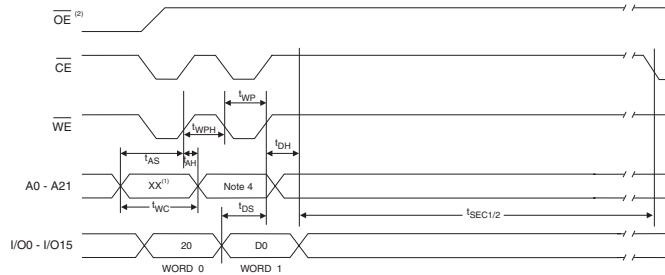 OE (2)
CE
tWP
WE
tWPH
tDH
tAS
tAH
A0 - A21
XX(1)
Note 4
tWC
tDS
tSEC1/2
I/O0 - I/O15
20
D0
WORD 0
WORD 1